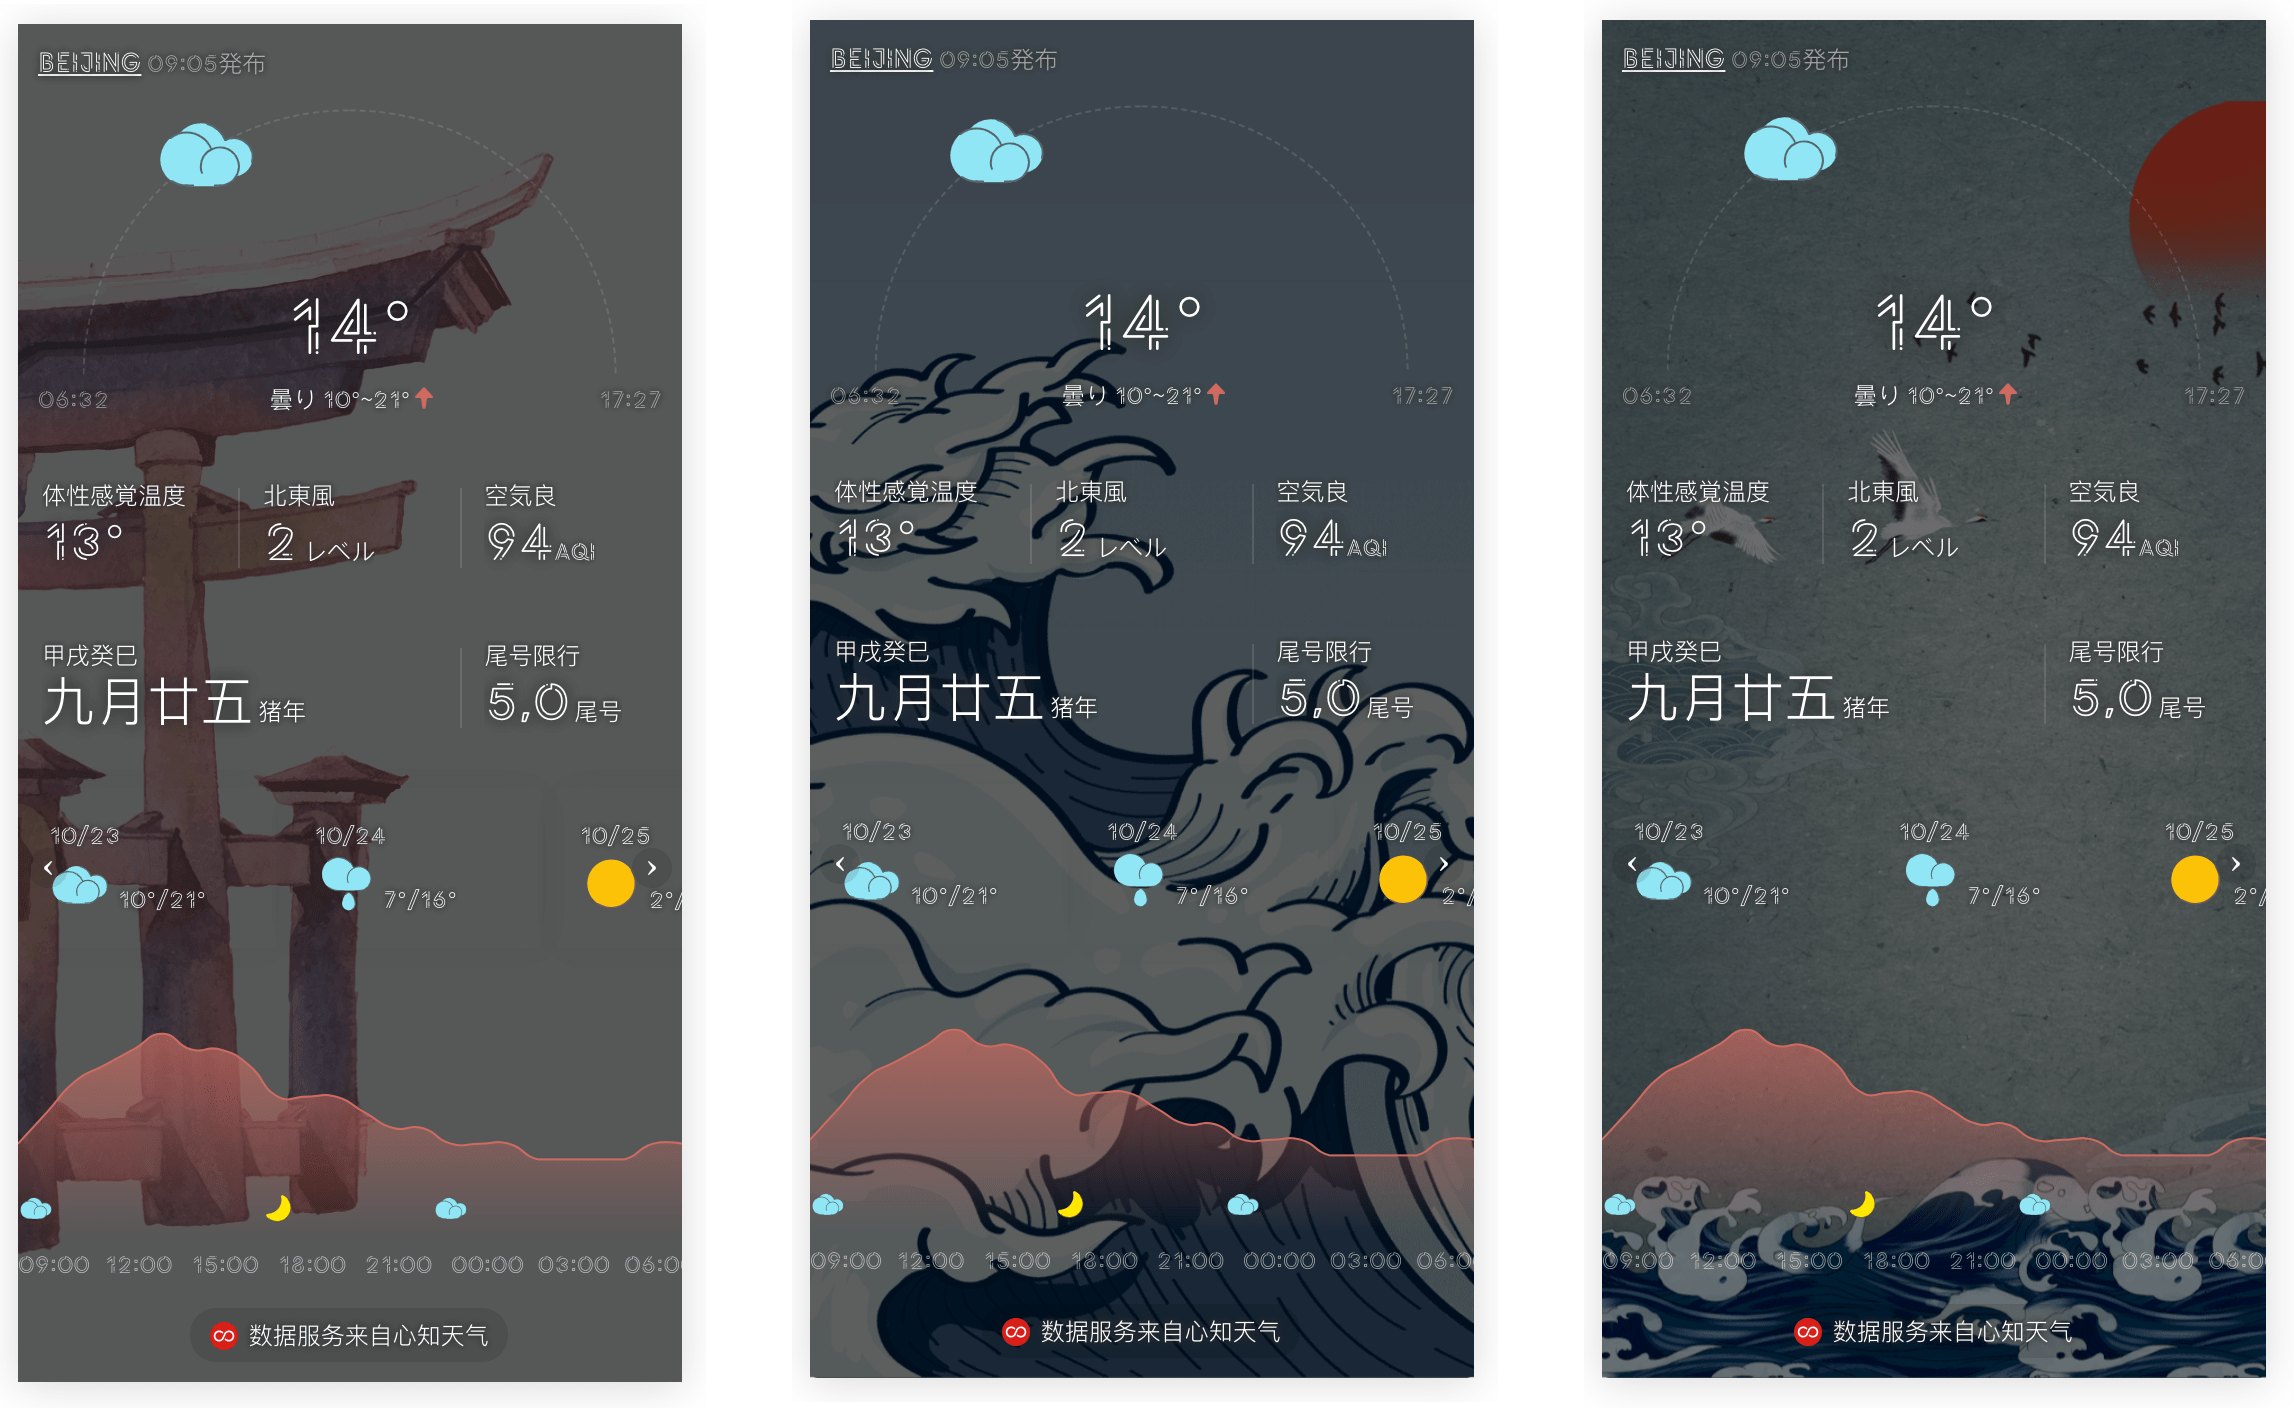 BEIJING 09:05発布
14°
06:32 曇り 10°~21° 17:27
体性感覚温度 北東風 空気良
13° 2 レベル 94 AQI
甲戌癸巳 尾号限行
九月廿五 猪年 5,0 尾号
10/23 10/24 10/25
10°/21° 7°/16° 2°/
09:00 12:00 15:00 18:00 21:00 00:00 03:00 06:0
数据服务来自心知天气
BEIJING 09:05発布
14°
06:32 曇り 10°~21° 17:27
体性感覚温度 北東風 空気良
13° 2 レベル 94 AQI
甲戌癸巳 尾号限行
九月廿五 猪年 5,0 尾号
10/23 10/24 10/25
10°/21° 7°/16° 2°/
09:00 12:00 15:00 18:00 21:00 00:00 03:00 06:0
数据服务来自心知天气
BEIJING 09:05発布
14°
06:32 曇り 10°~21° 17:27
体性感覚温度 北東風 空気良
13° 2 レベル 94 AQI
甲戌癸巳 尾号限行
九月廿五 猪年 5,0 尾号
10/23 10/24 10/25
10°/21° 7°/16° 2°/
09:00 12:00 15:00 18:00 21:00 00:00 03:00 06:0
数据服务来自心知天气